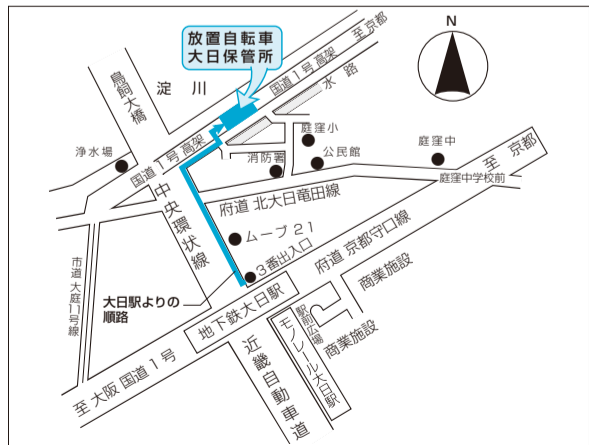 放置自転車
大日保管所
至京都
N
国道1号 高架
水路
淀川
鳥飼大橋
浄水場
国道1号 高架
庭窪小
消防署
公民館
庭窪中
至 京都
庭窪中学校前
中央環状線
府道 北大日竜田線
ムーブ21
3番出入口
府道 京都守口線
市道 大庭11号線
大日駅よりの
順路
地下鉄大日駅
商業施設
駅前広場
商業施設
モノレール大日駅
至 大阪 国道1号
近畿自動車道